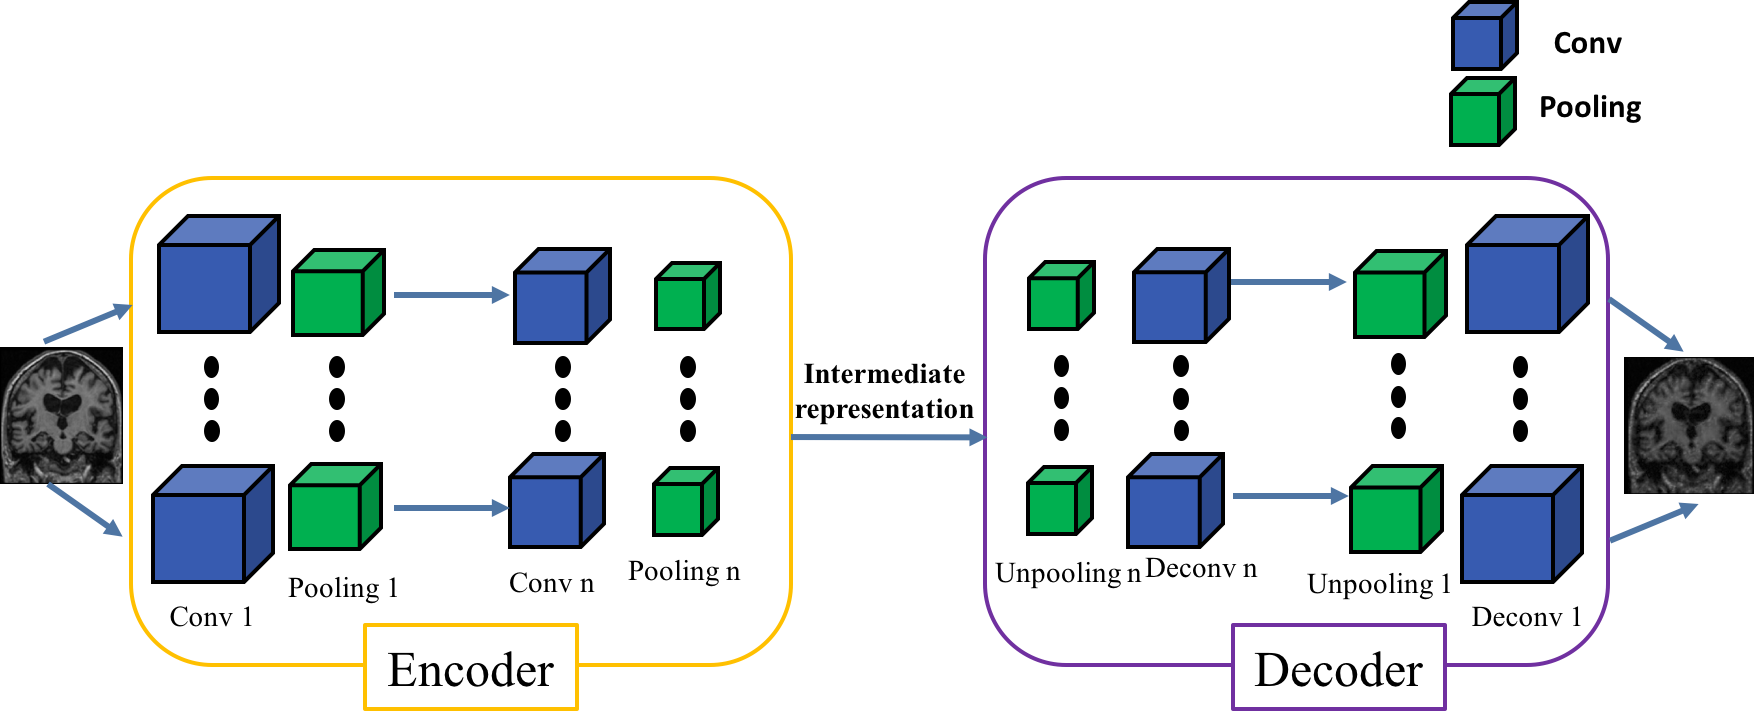 Conv
Pooling
Intermediate
representation
Conv 1
Pooling 1
Conv n
Pooling n
Unpooling n
Deconv n
Unpooling 1
Deconv 1
Encoder
Decoder